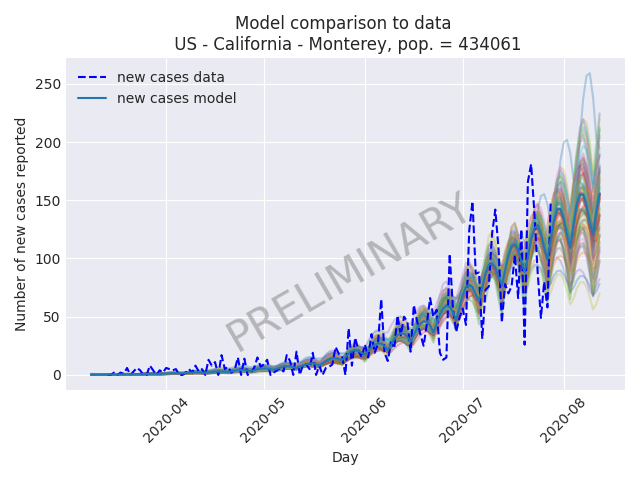 Model comparison to data
US - California - Monterey, pop. = 434061
new cases data
new cases model
Number of new cases reported
250
200
150
100
50
0
PRELIMINARY
2020-04
2020-05
2020-06
2020-07
2020-08
Day